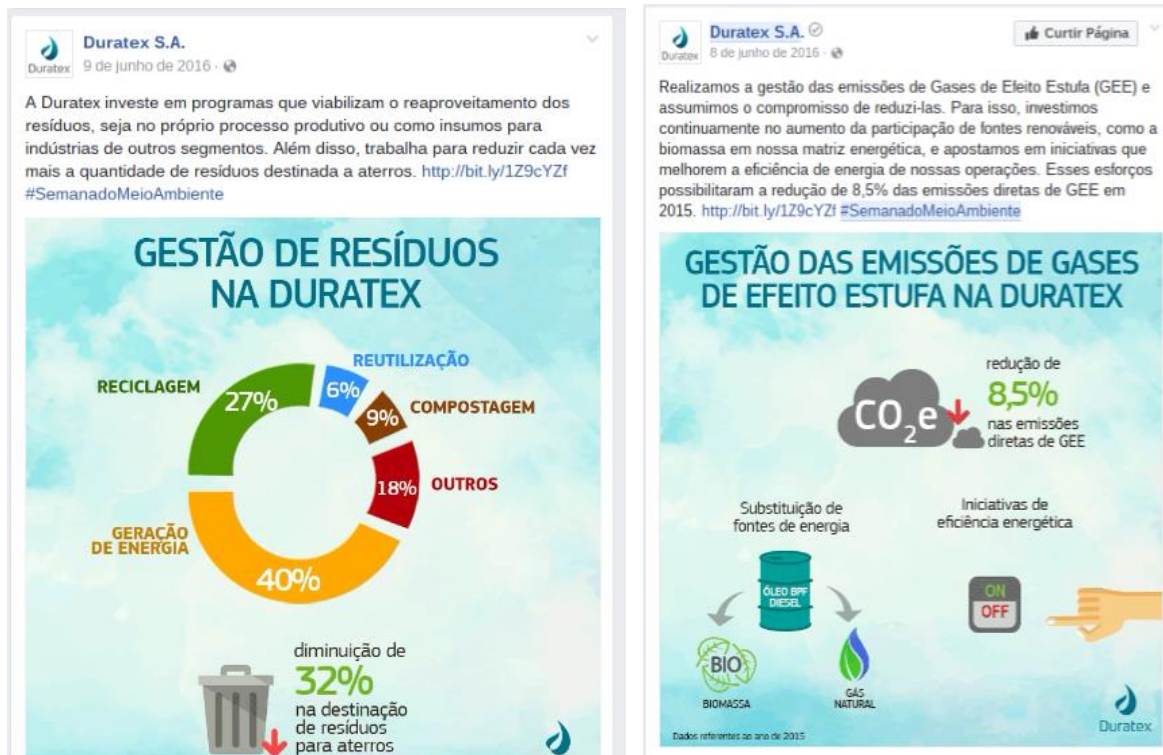 Duratex S.A.
Duratex
9 de junho de 2016 ·
A Duratex investe em programas que viabilizam o reaproveitamento dos
resíduos, seja no próprio processo produtivo ou como insumos para
indústrias de outros segmentos. Além disso, trabalha para reduzir cada vez
mais a quantidade de resíduos destinada a aterros. http://bit.ly/1Z9cYZf
#SemanadoMeioAmbiente
GESTÃO DE RESÍDUOS
NA DURATEX
REUTILIZAÇÃO
6%
RECICLAGEM
27%
COMPOSTAGEM
9%
OUTROS
18%
GERAÇÃO
DE ENERGIA
40%
diminuição de
32%
na destinação
de resíduos
para aterros
Duratex S.A.
Duratex
8 de junho de 2016 ·
Curtir Página
Realizamos a gestão das emissões de Gases de Efeito Estufa (GEE) e
assumimos o compromisso de reduzi-las. Para isso, investimos
continuamente no aumento da participação de fontes renováveis, como a
biomassa em nossa matriz energética, e apostamos em iniciativas que
melhorem a eficiência de energia de nossas operações. Esses esforços
possibilitaram a redução de 8,5% das emissões diretas de GEE em
2015. http://bit.ly/1Z9cYZf #SemanadoMeioAmbiente
GESTÃO DAS EMISSÕES DE GASES
DE EFEITO ESTUFA NA DURATEX
CO2e
redução de
8,5%
nas emissões
diretas de GEE
Substituição de
fontes de energia
ÓLEO BPF
DIESEL
BIO
BIOMASSA
GÁS
NATURAL
Iniciativas de
eficiência energética
ON
OFF
Dados referentes ao ano de 2015
Duratex